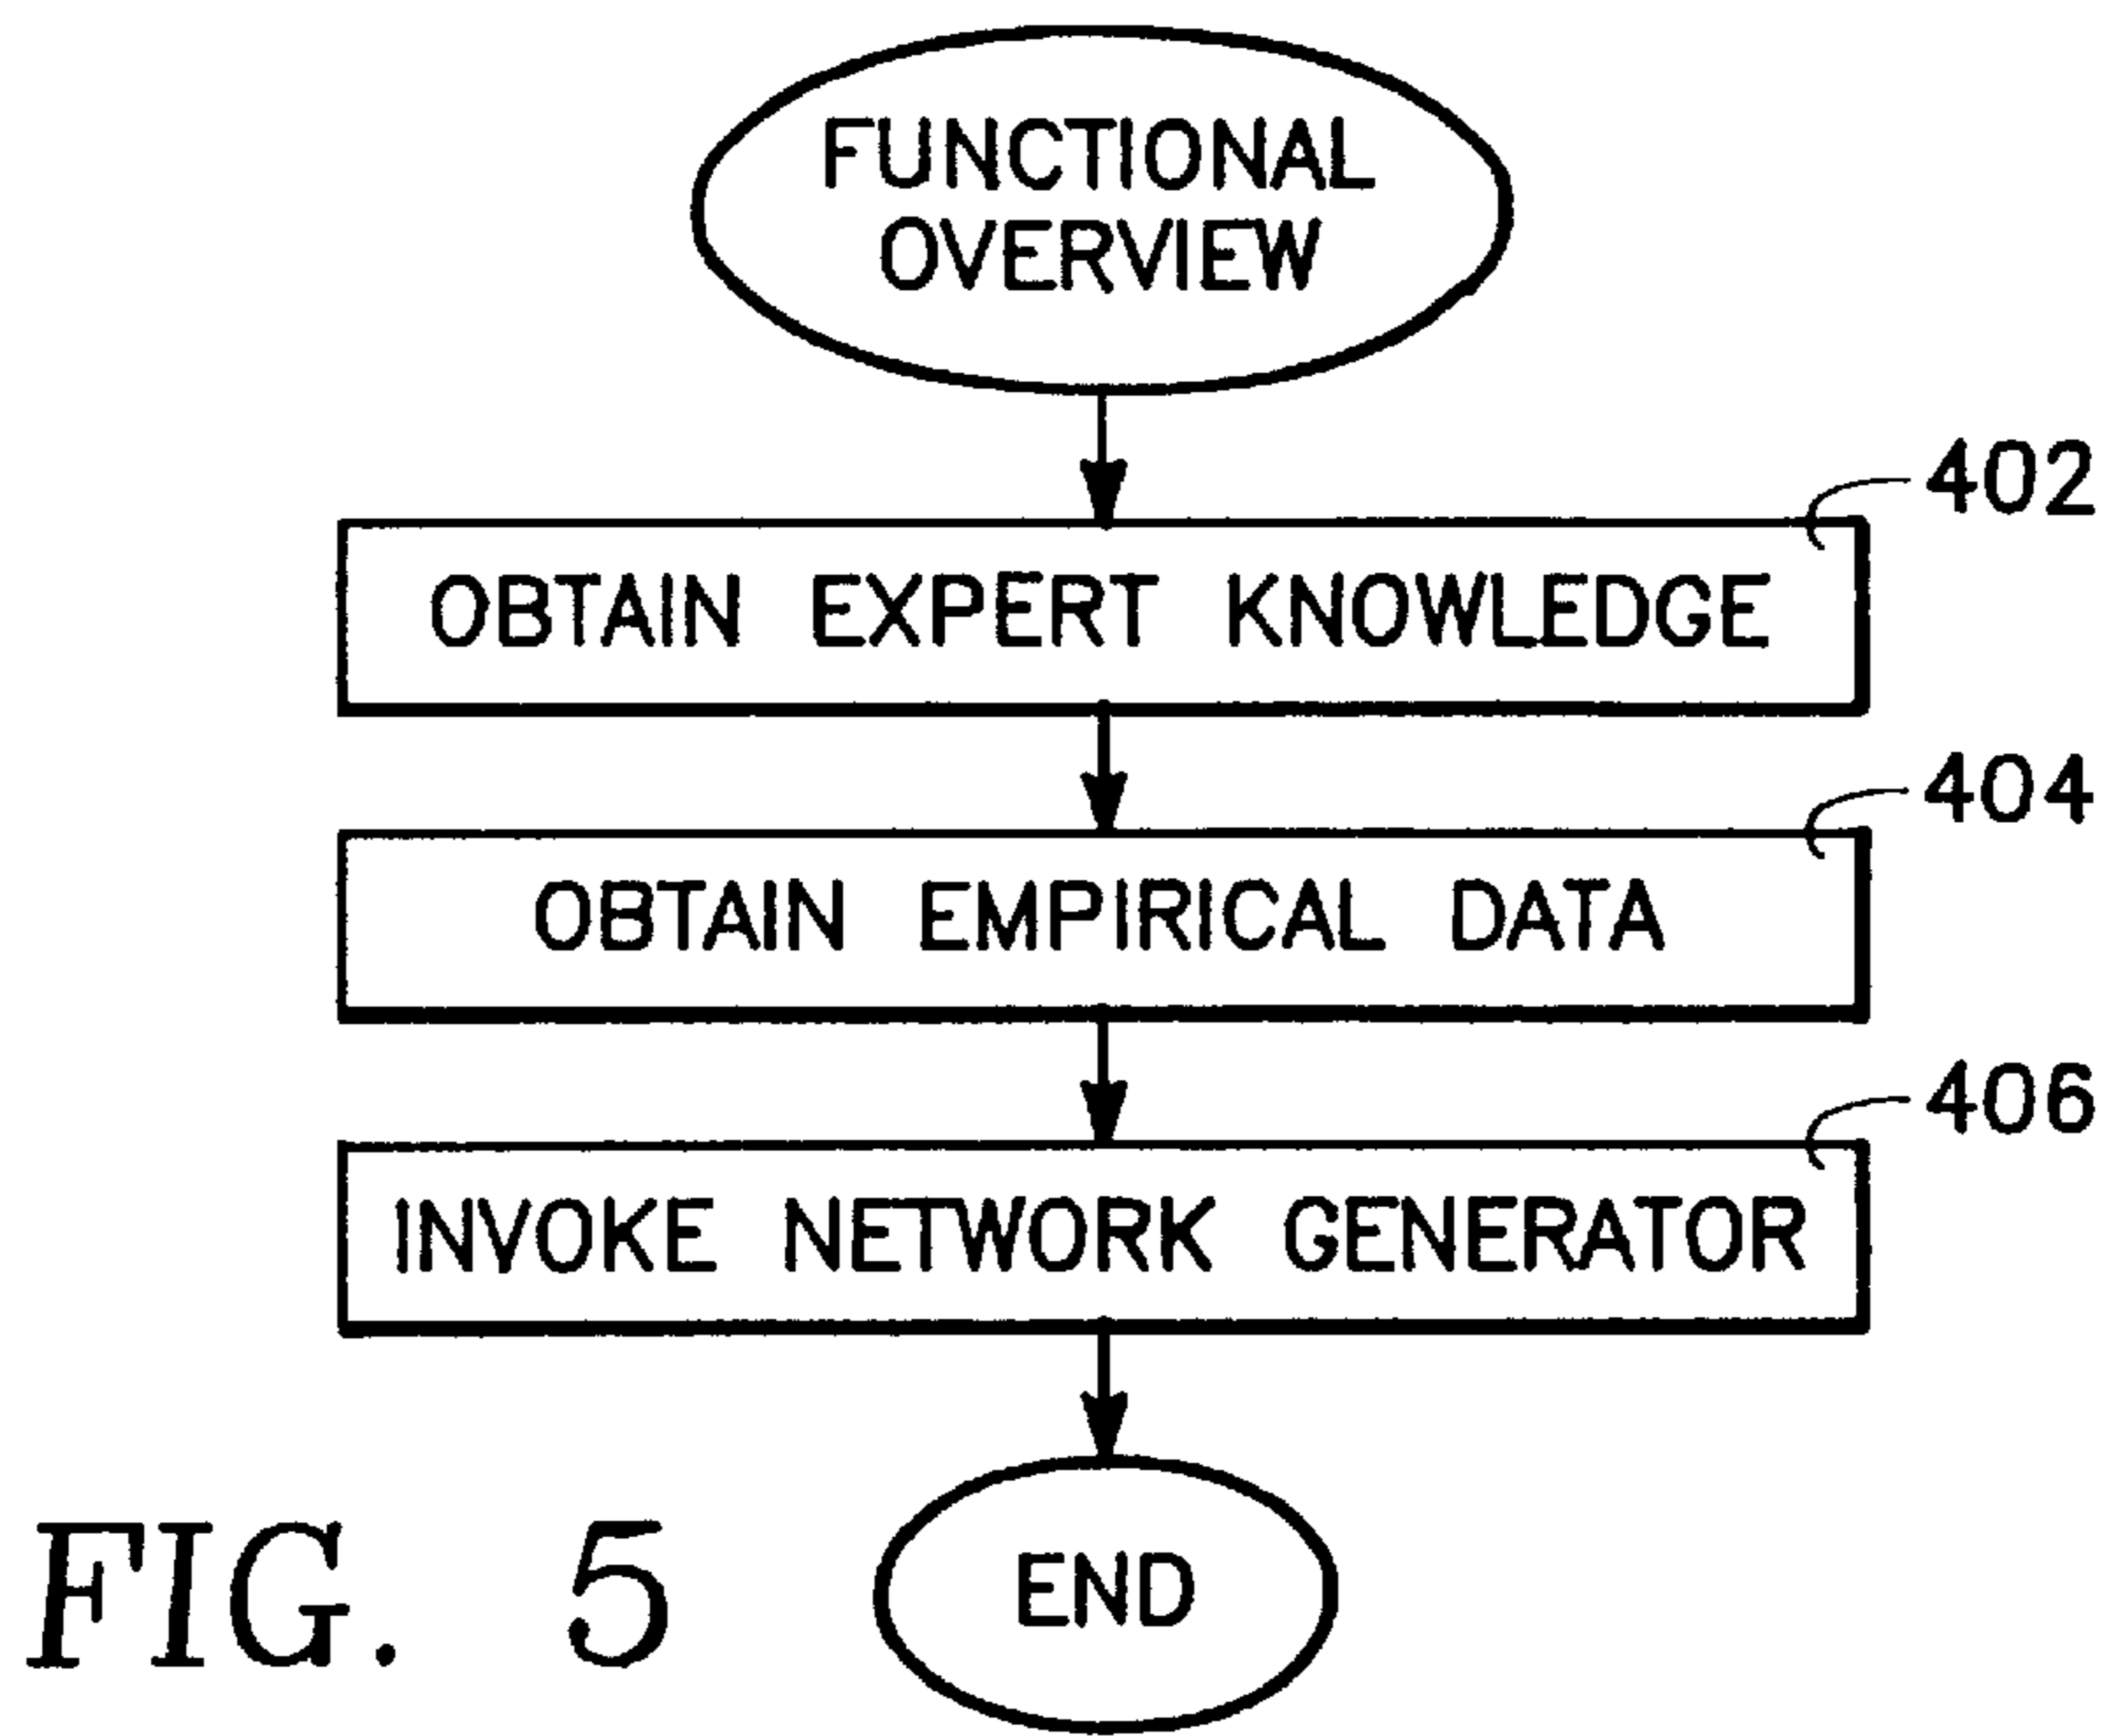 FUNCTIONAL
OVERVIEW
402
OBTAIN EXPERT KNOWLEDGE
404
OBTAIN EMPIRICAL DATA
406
INVOKE NETWORK GENERATOR
END
FIG. 5